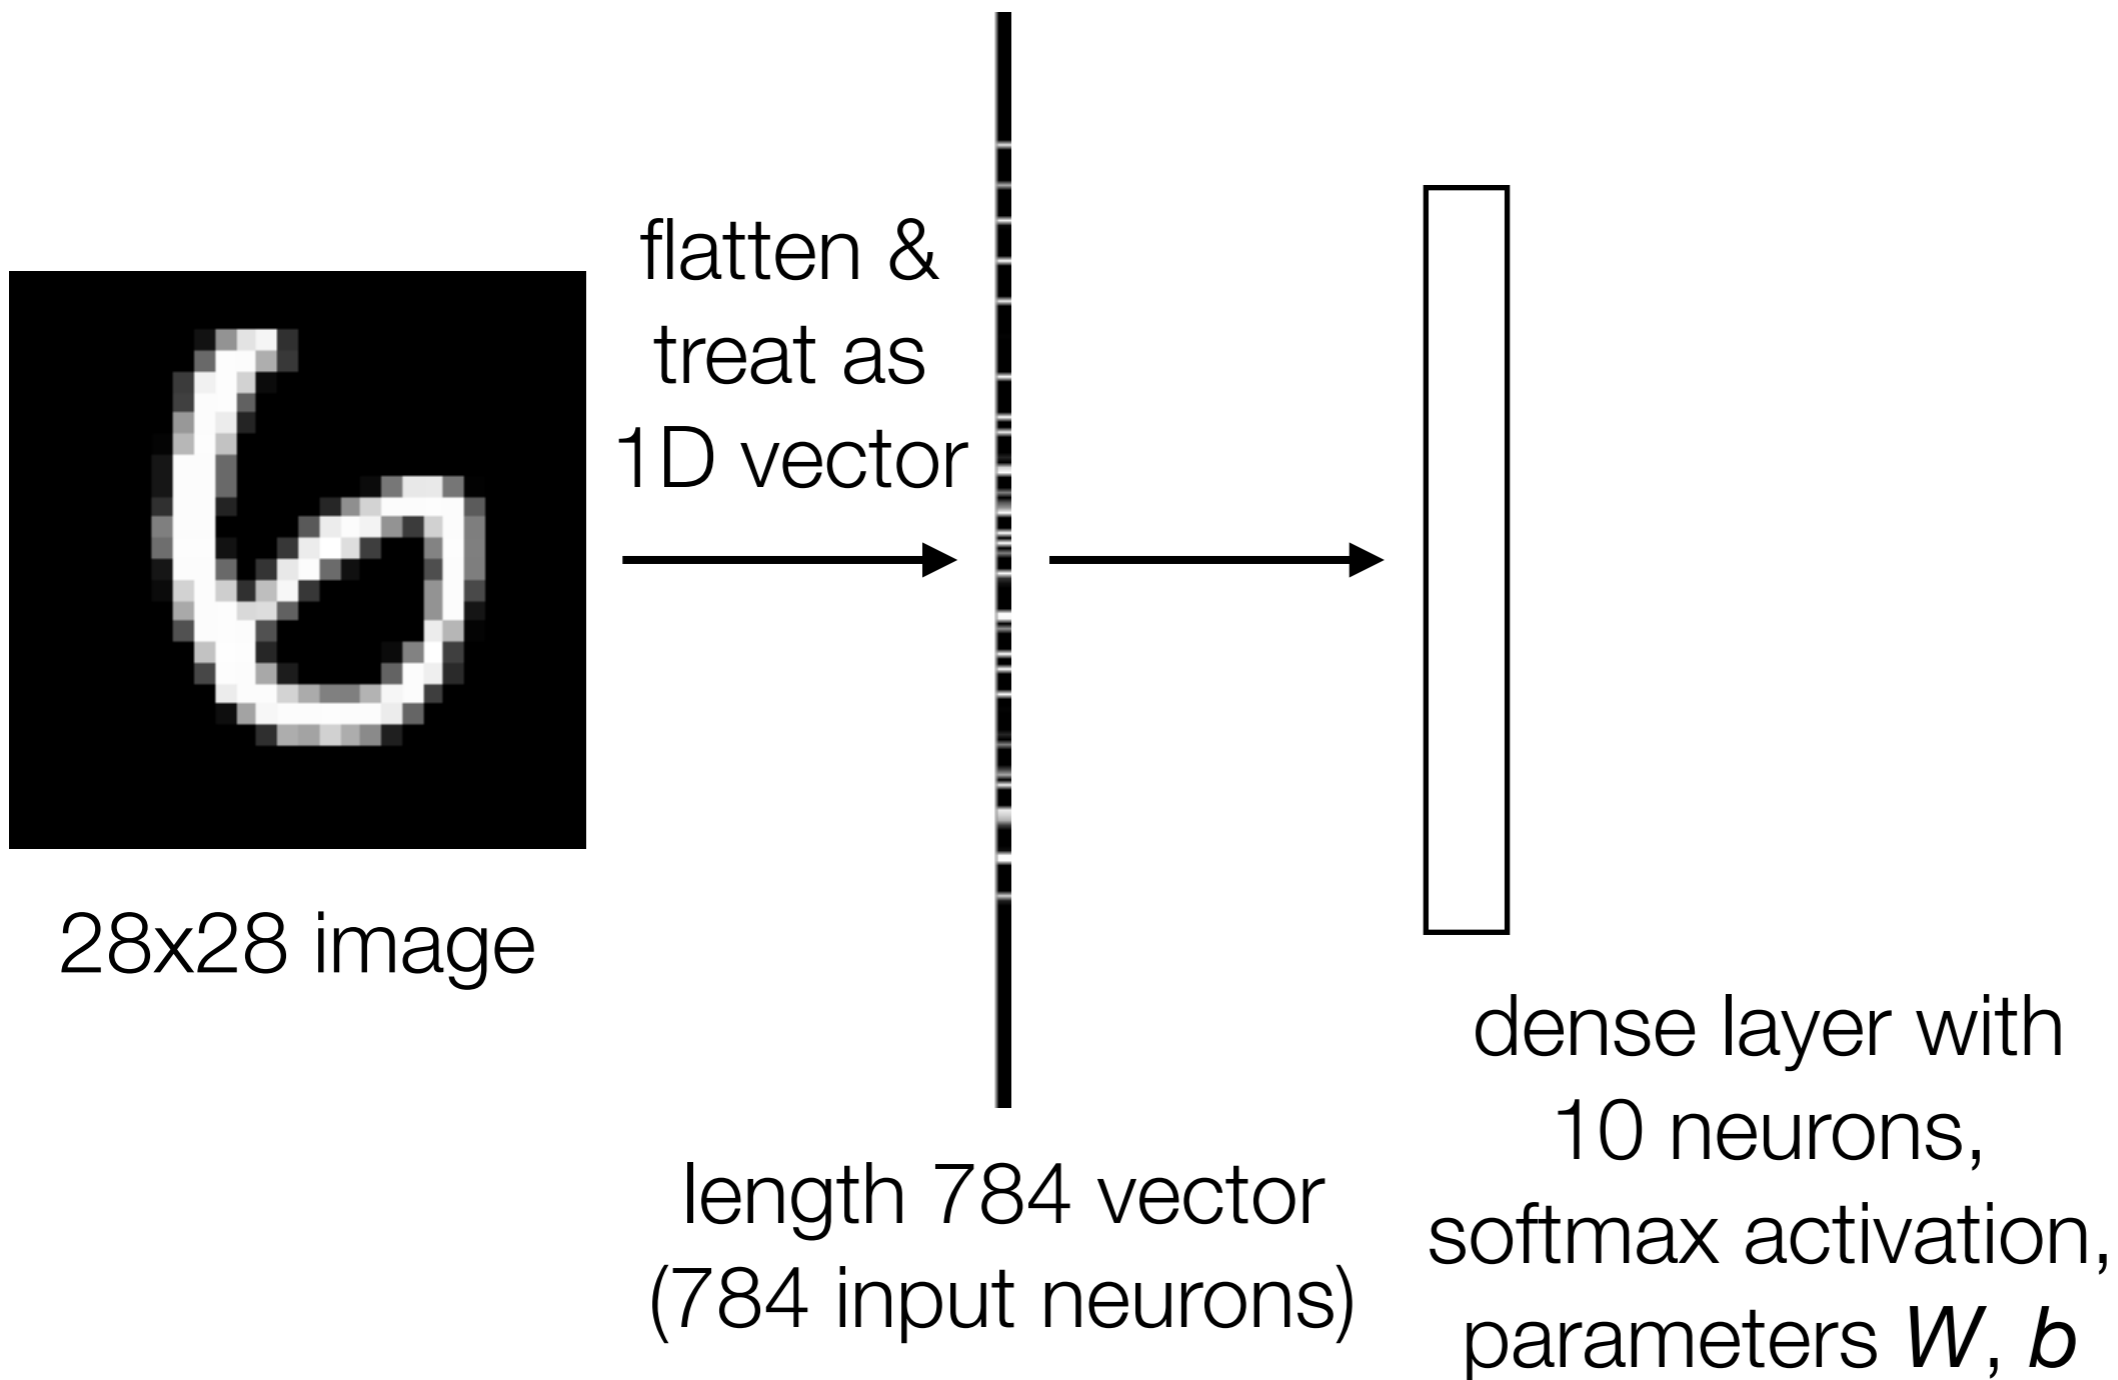 flatten &
treat as
1D vector
28x28 image
length 784 vector
(784 input neurons)
dense layer with
10 neurons,
softmax activation,
parameters W, b